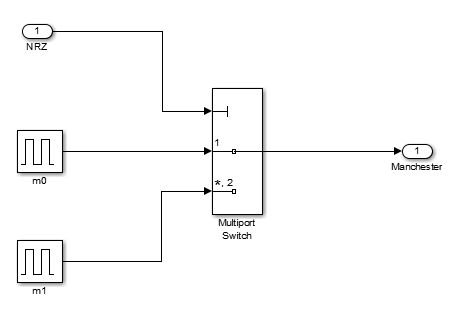 1
NRZ
m0
1
*, 2
m1
Multiport
Switch
1
Manchester